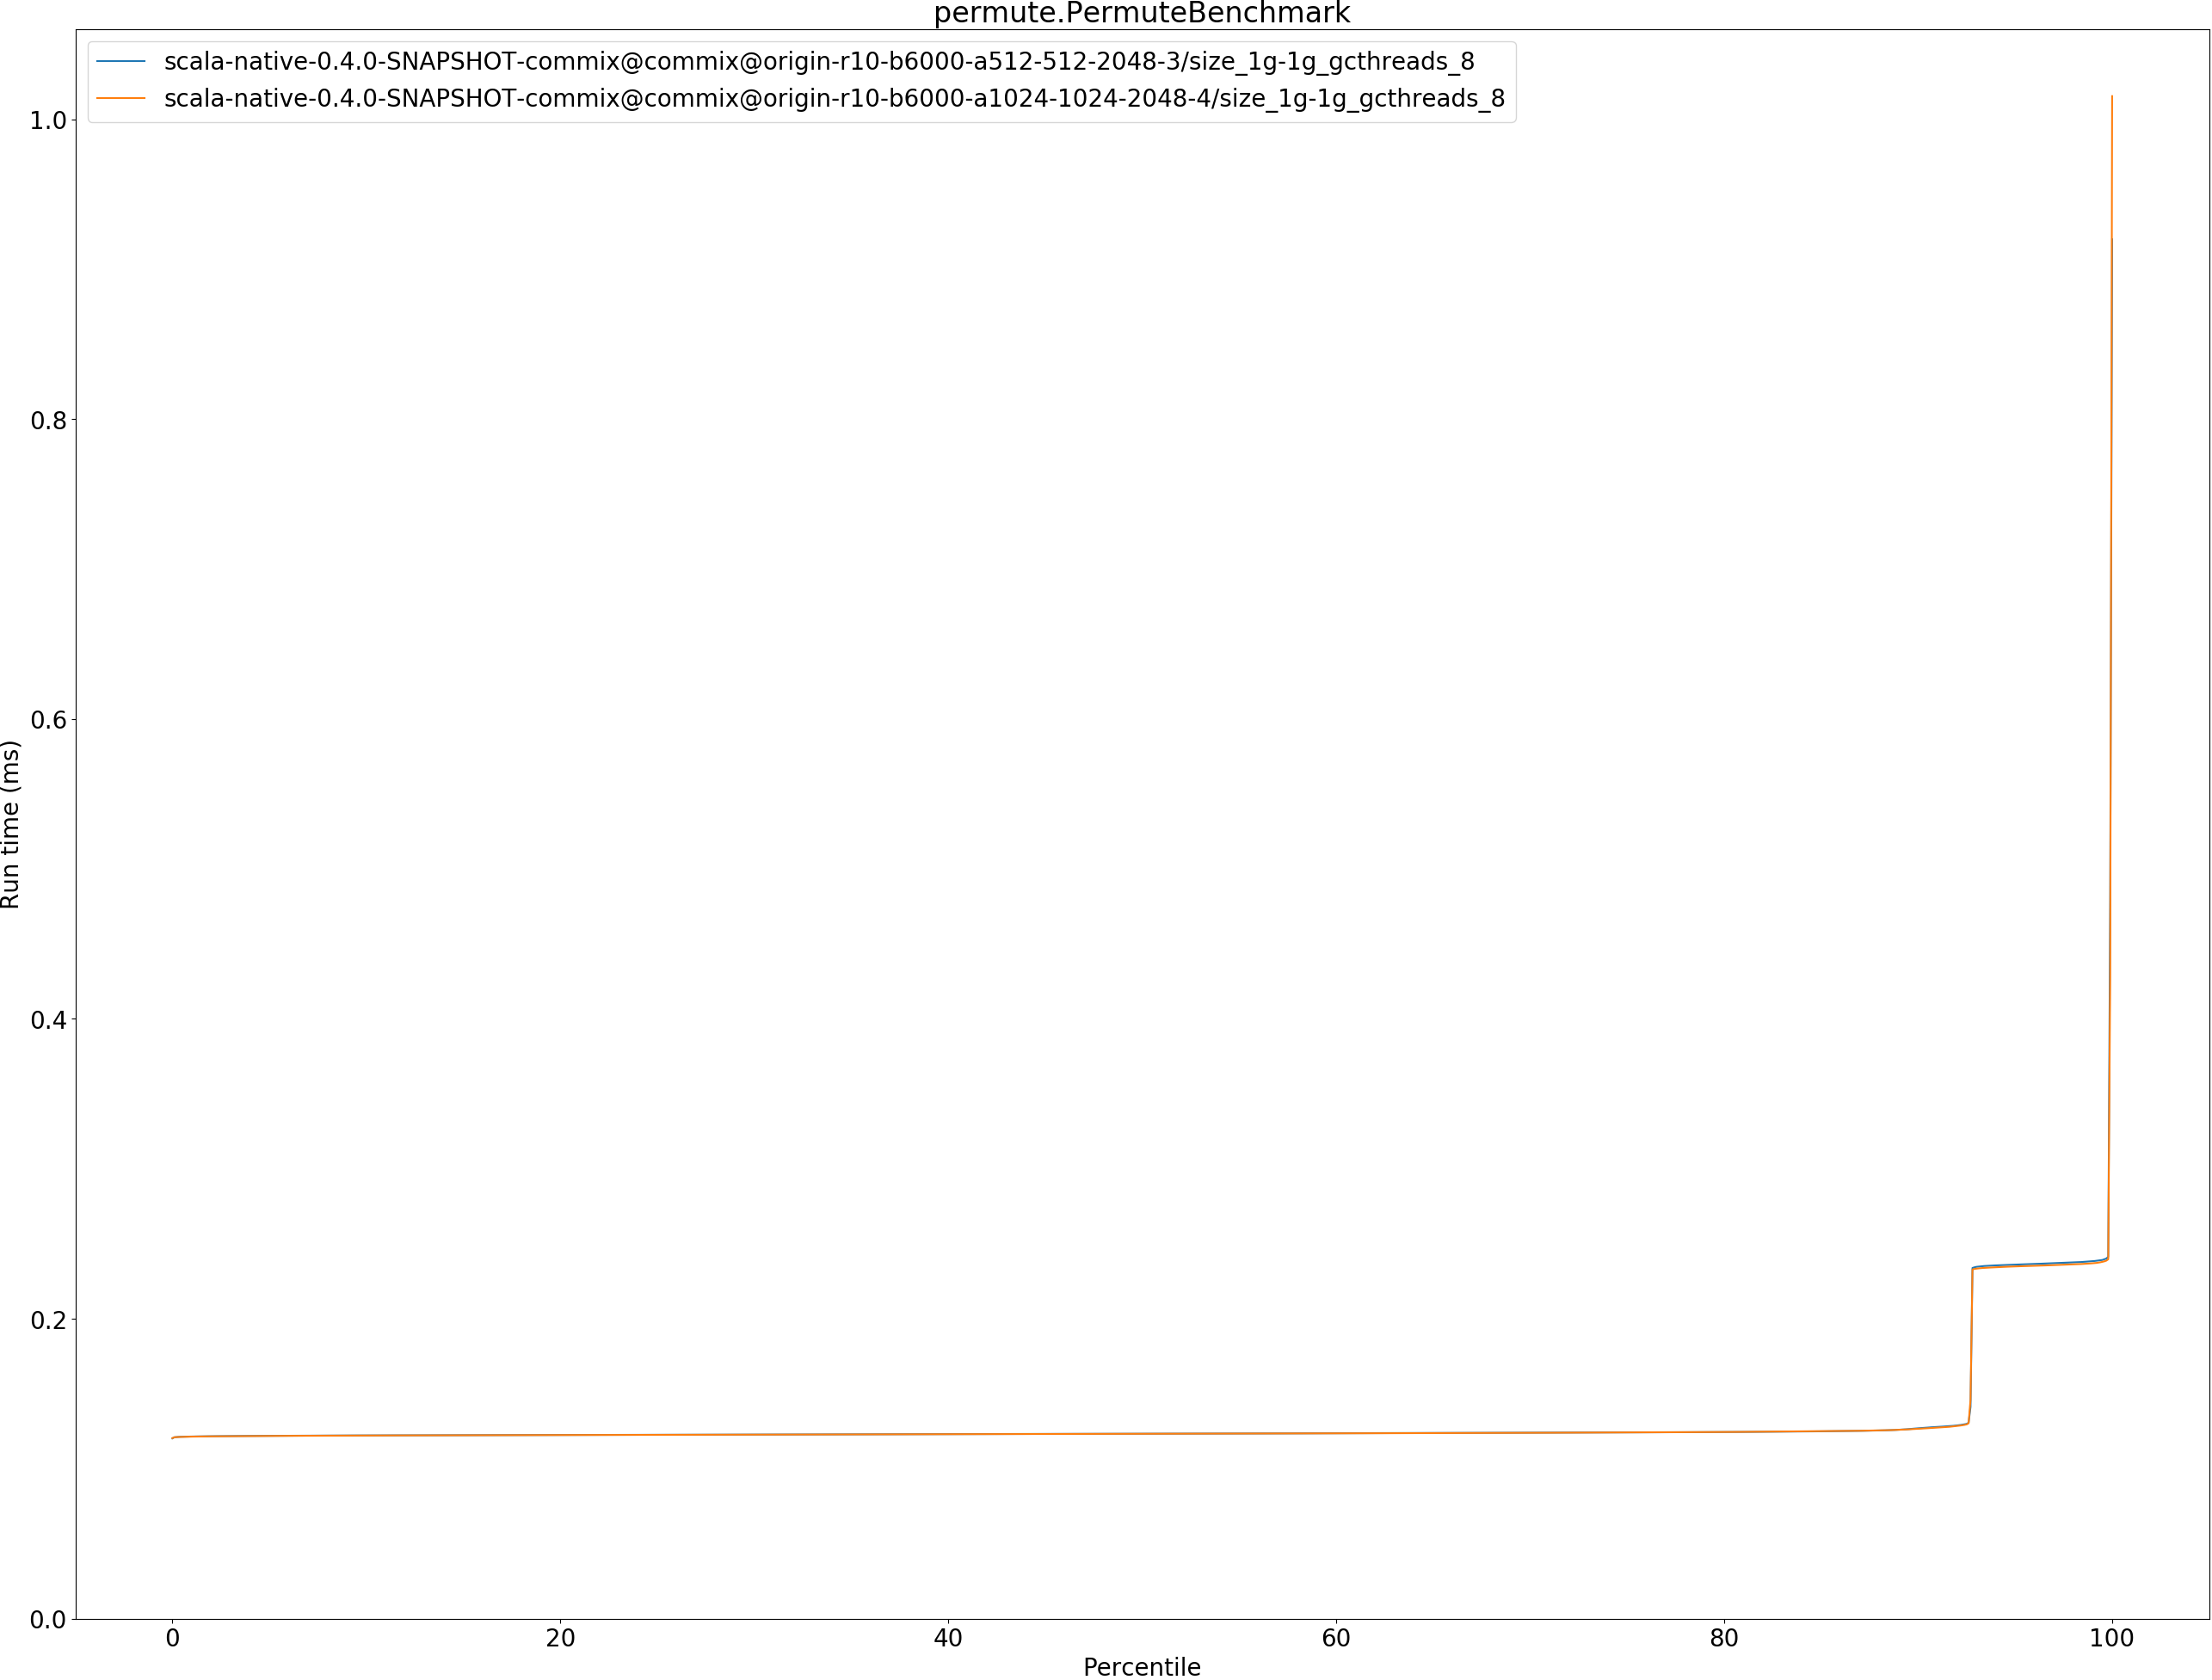 permute.PermuteBenchmark
scala-native-0.4.0-SNAPSHOT-commix@commix@origin-r10-b6000-a512-512-2048-3/size_1g-1g_gcthreads_8
scala-native-0.4.0-SNAPSHOT-commix@commix@origin-r10-b6000-a1024-1024-2048-4/size_1g-1g_gcthreads_8
1.0
0.8
0.6
0.4
0.2
0.0
Run time (ms)
0 20 40 60 80 100
Percentile